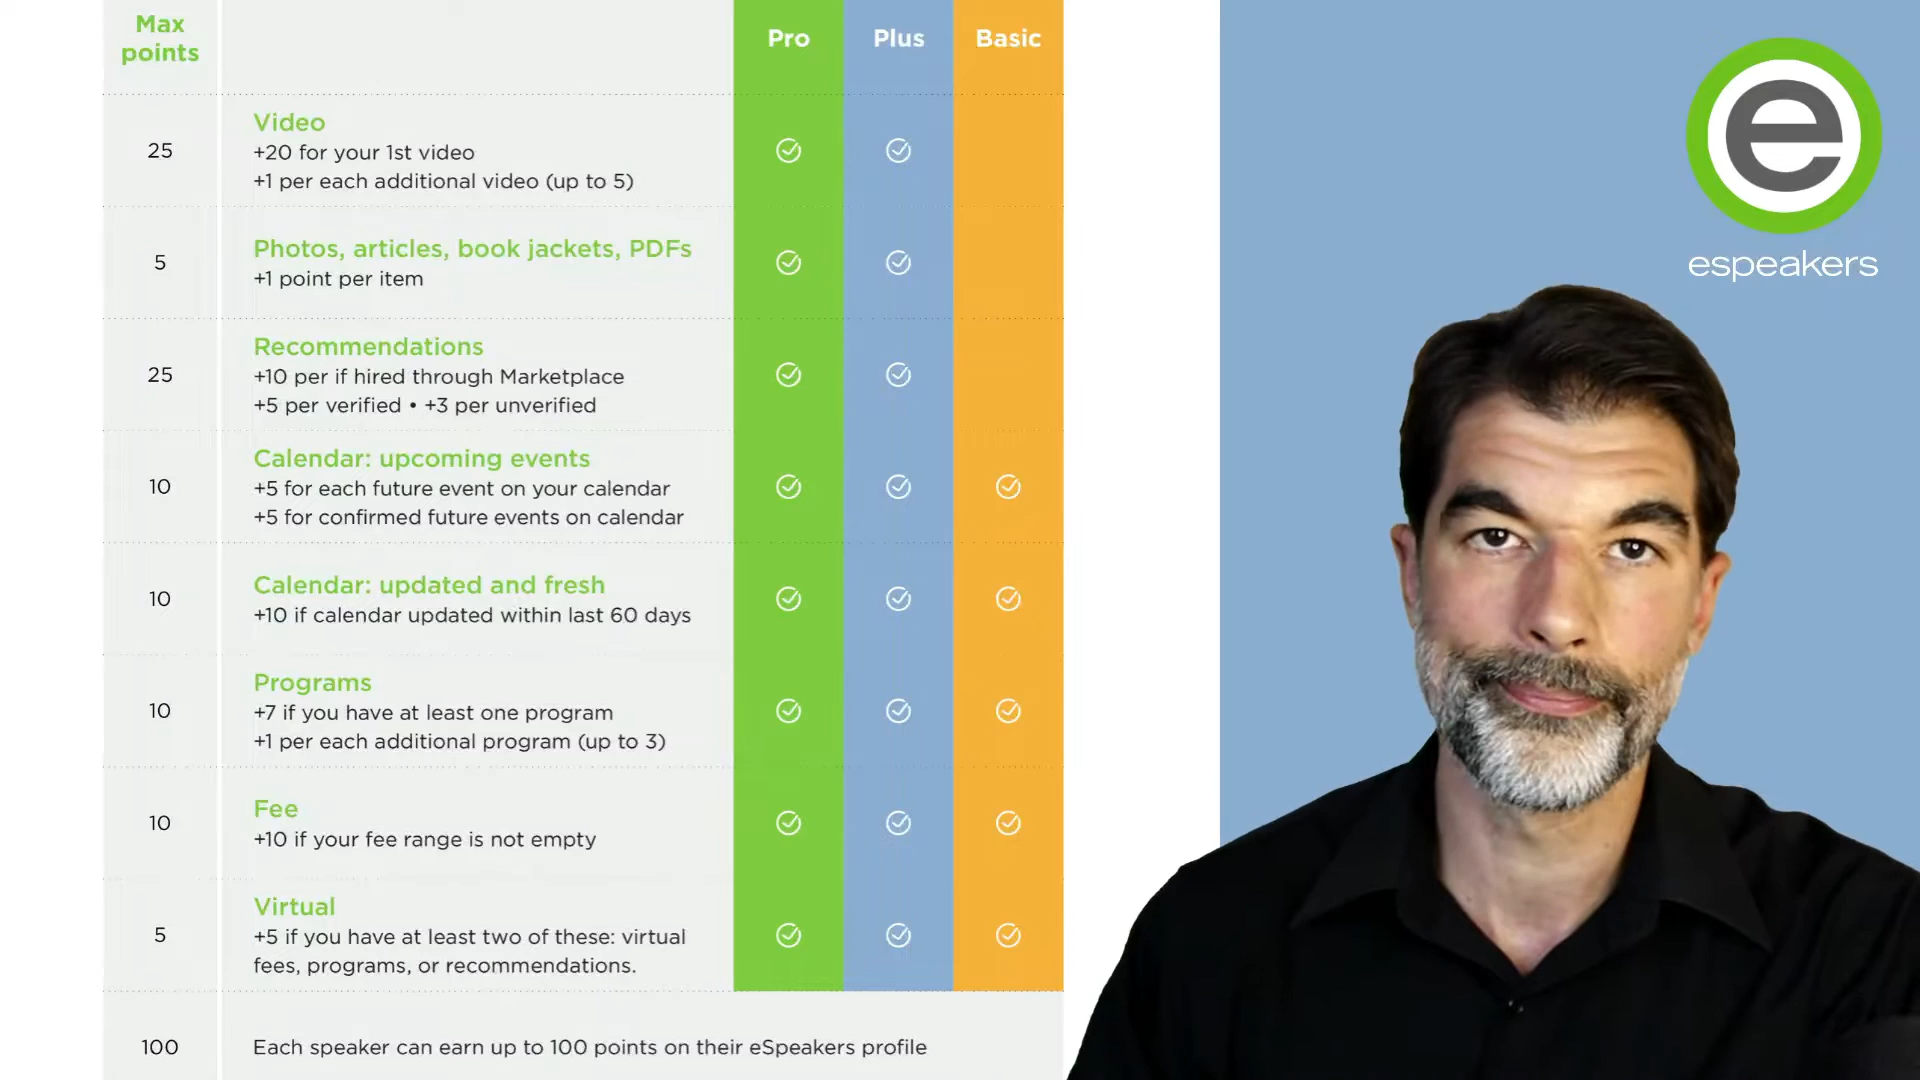 Max
points
Pro
Plus
Basic
25
Video
+20 for your 1st video
+1 per each additional video (up to 5)
5
Photos, articles, book jackets, PDFs
+1 point per item
25
Recommendations
+10 per if hired through Marketplace
+5 per verified • +3 per unverified
10
Calendar: upcoming events
+5 for each future event on your calendar
+5 for confirmed future events on calendar
10
Calendar: updated and fresh
+10 if calendar updated within last 60 days
10
Programs
+7 if you have at least one program
+1 per each additional program (up to 3)
10
Fee
+10 if your fee range is not empty
5
Virtual
+5 if you have at least two of these: virtual
fees, programs, or recommendations.
100
Each speaker can earn up to 100 points on their eSpeakers profile
e
espeakers